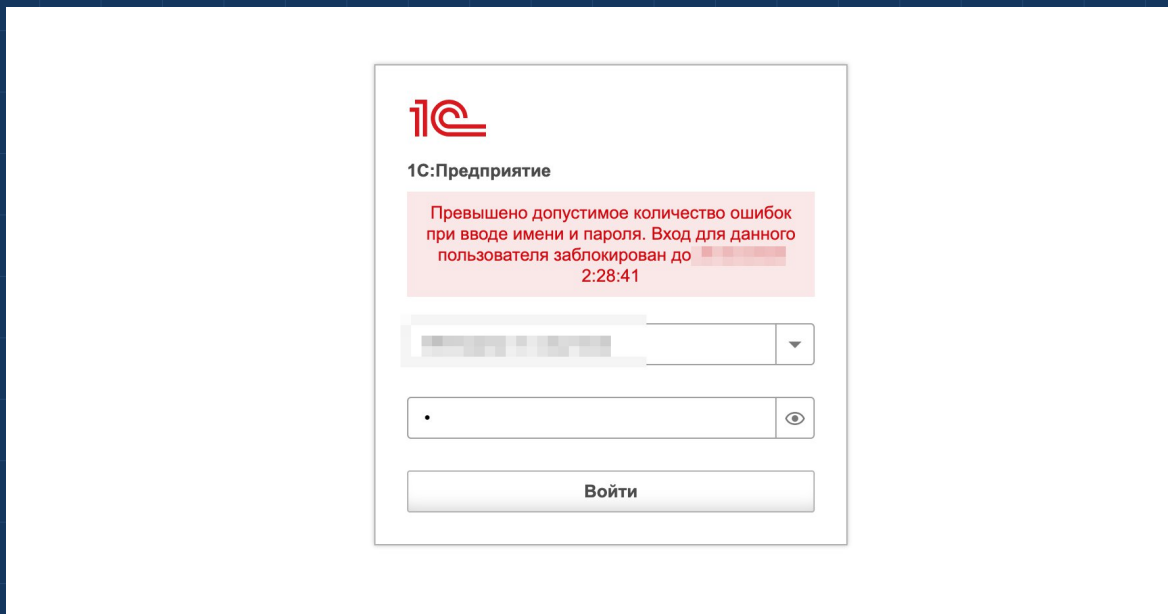 1С
1С:Предприятие
Превышено допустимое количество ошибок
при вводе имени и пароля. Вход для данного
пользователя заблокирован до
2:28:41
•
Войти